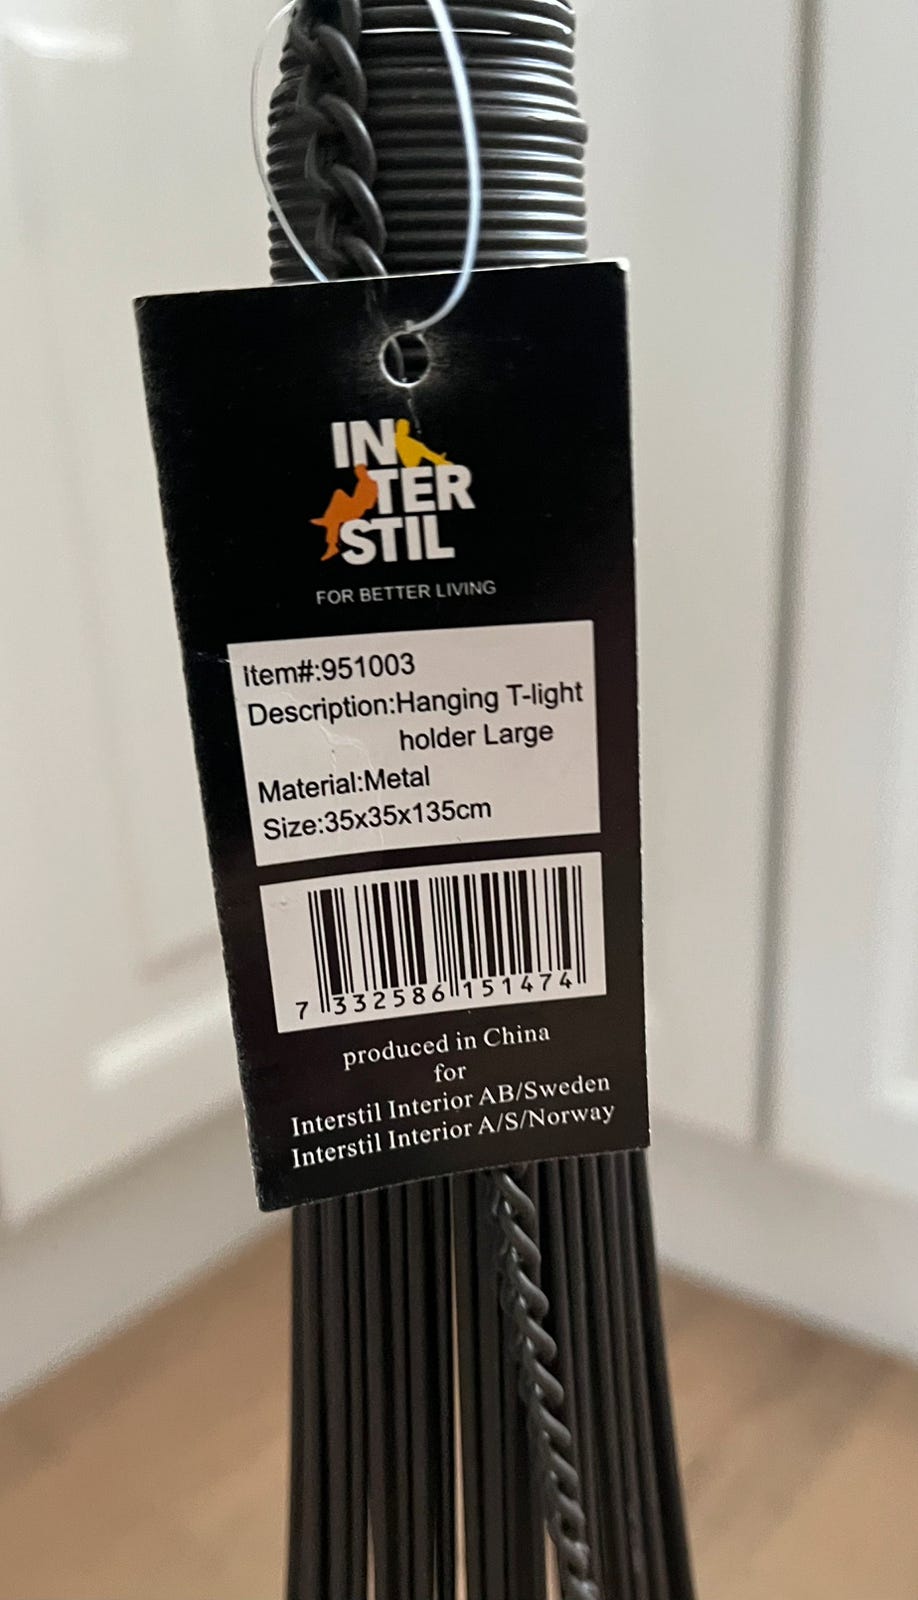 IN
TER
STIL
FOR BETTER LIVING
Item#:951003
Description:Hanging T-light
holder Large
Material:Metal
Size:35x35x135cm
7 332586 151474
produced in China
for
Interstil Interior AB/Sweden
Interstil Interior A/S/Norway